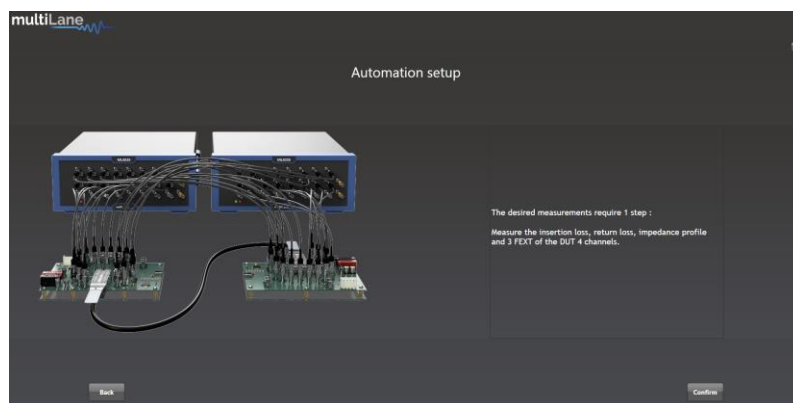 multiLane
Automation setup
The desired measurements require 1 step :
Measure the insertion loss, return loss, impedance profile
and 3 FEXT of the DUT 4 channels.
Back
Confirm